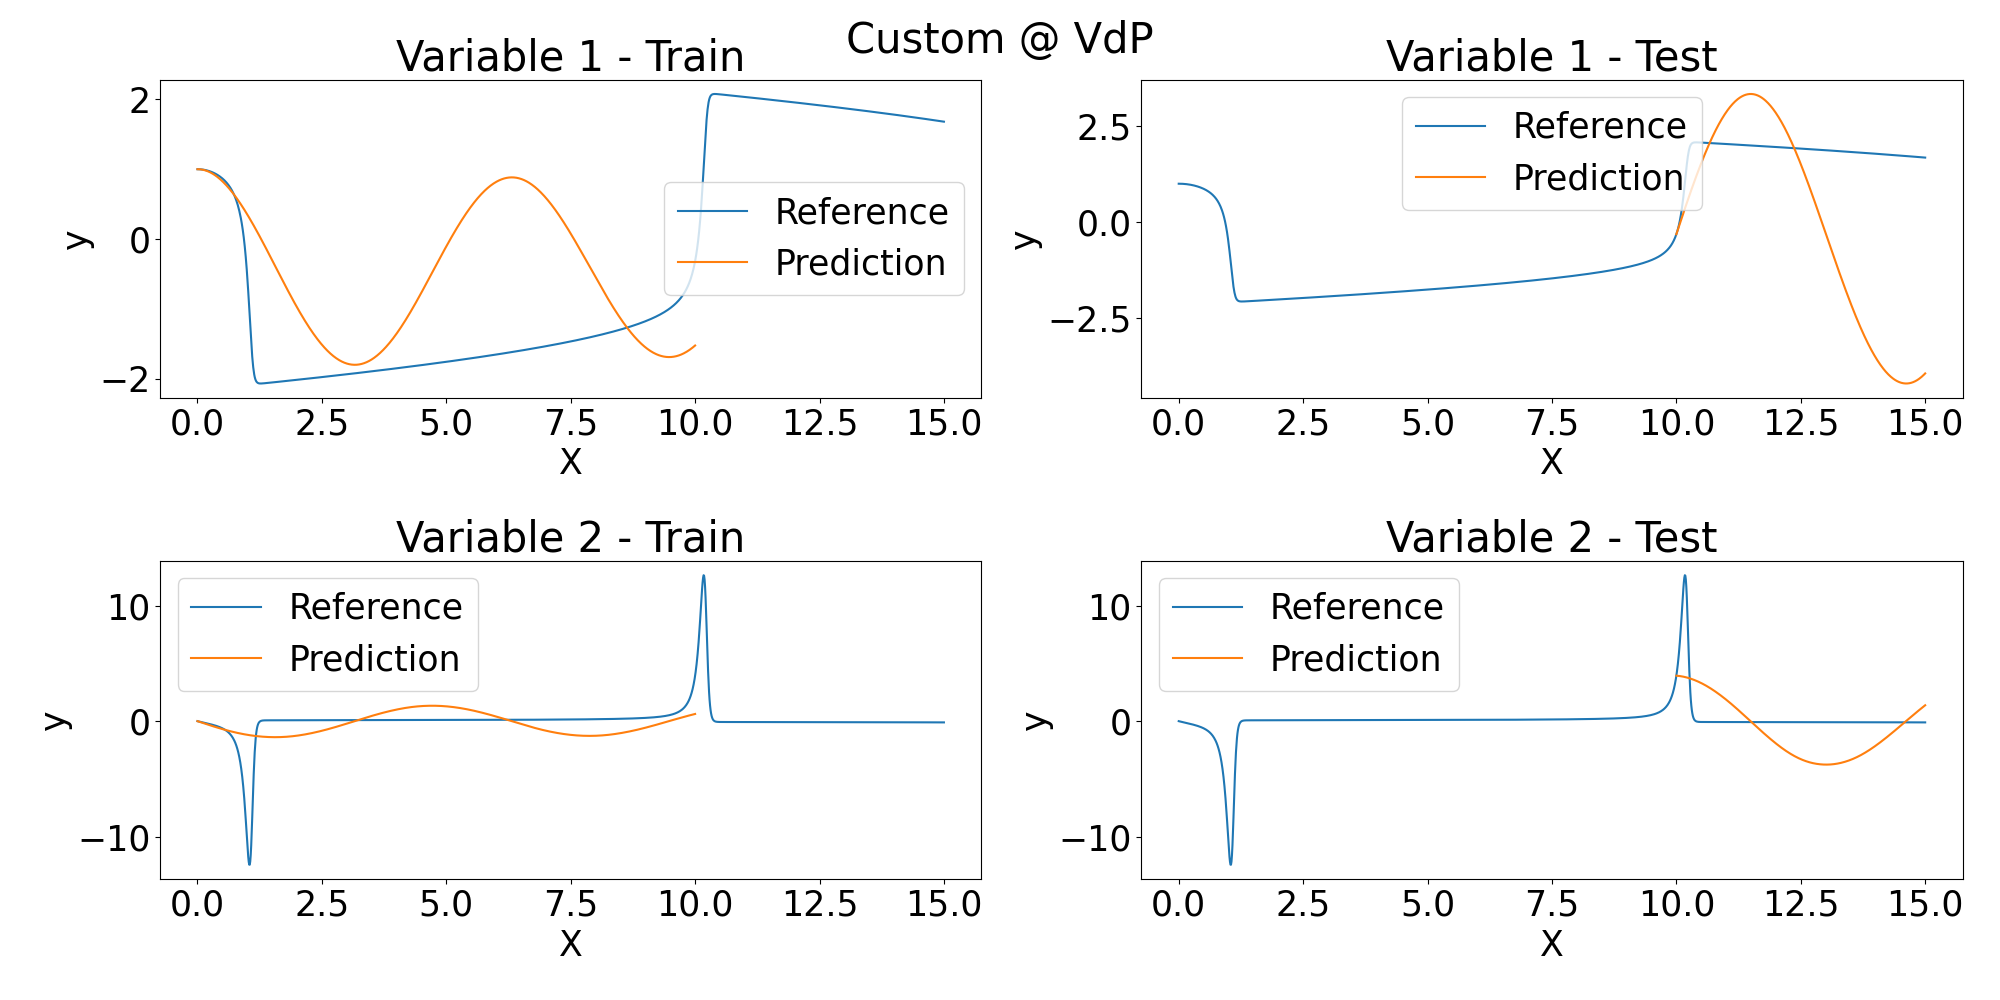 Custom @ VdP
Variable 1 - Train
2
0
−2
y
0.0 2.5 5.0 7.5 10.0 12.5 15.0
X
Reference
Prediction
Variable 1 - Test
2.5
0.0
−2.5
y
0.0 2.5 5.0 7.5 10.0 12.5 15.0
X
Reference
Prediction
Variable 2 - Train
10
0
−10
y
0.0 2.5 5.0 7.5 10.0 12.5 15.0
X
Reference
Prediction
Variable 2 - Test
10
0
−10
y
0.0 2.5 5.0 7.5 10.0 12.5 15.0
X
Reference
Prediction